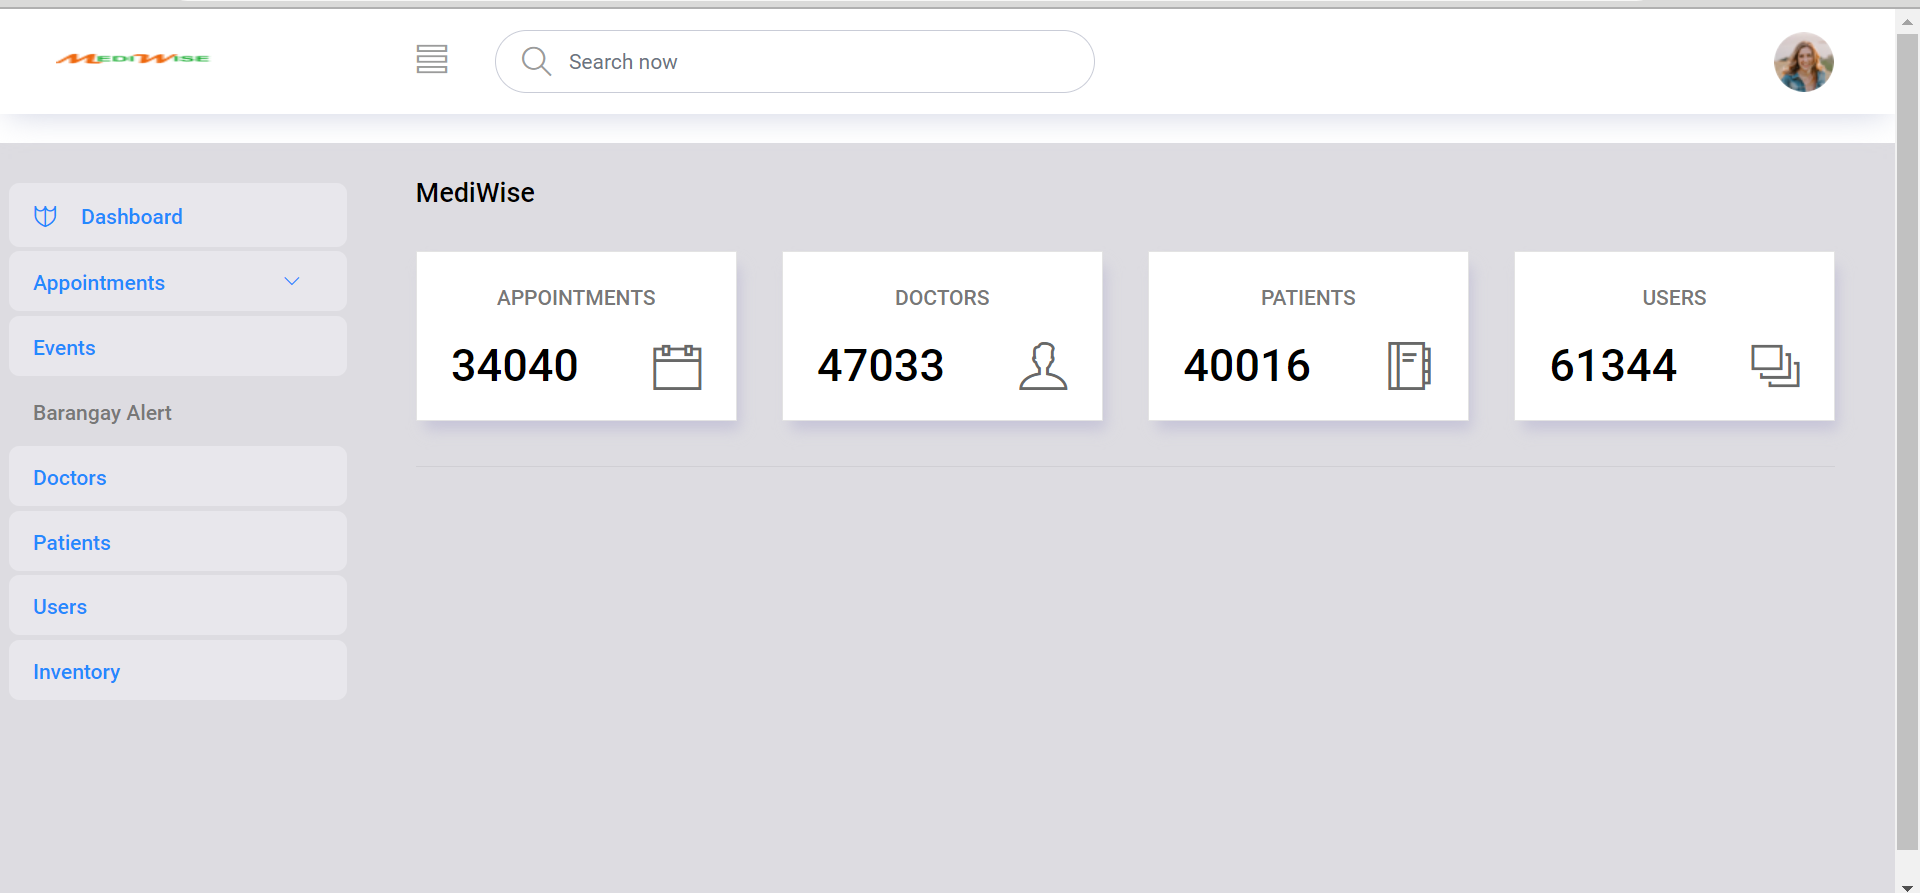 MEDIWISE
Search now
Dashboard
Appointments
Events
Barangay Alert
Doctors
Patients
Users
Inventory
MediWise
APPOINTMENTS
34040
DOCTORS
47033
PATIENTS
40016
USERS
61344